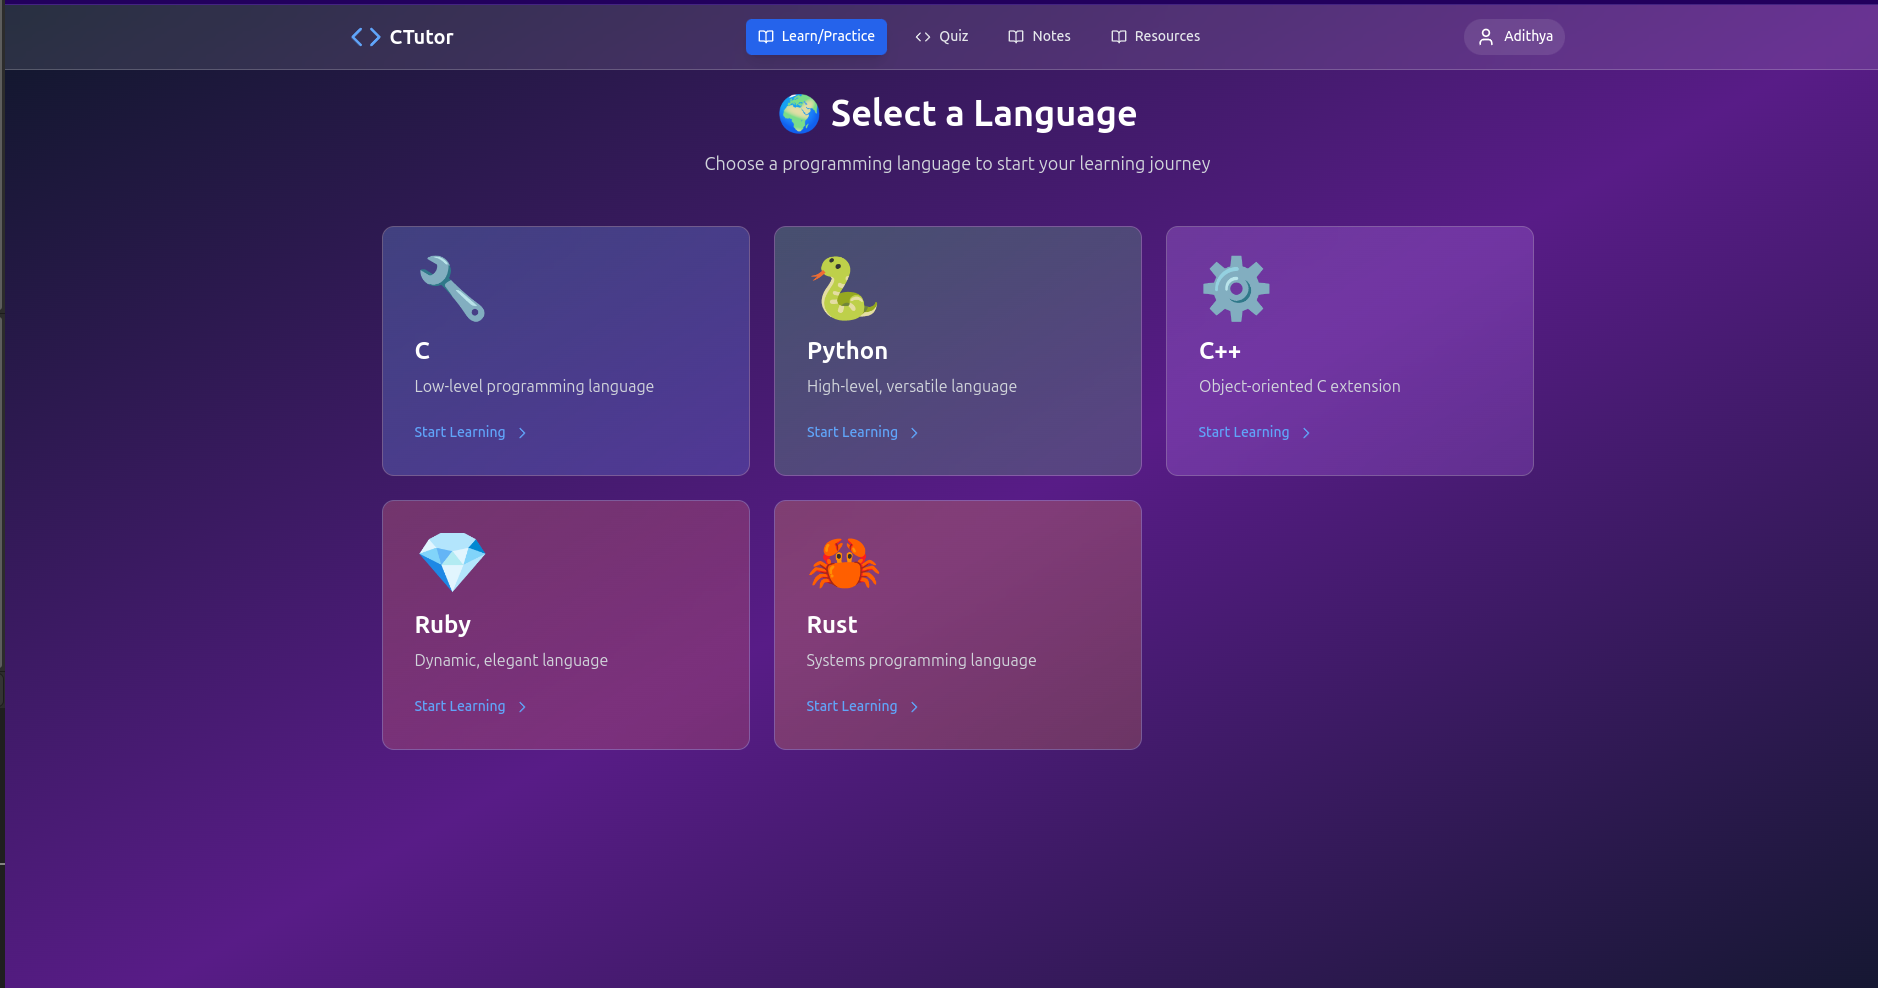 CTutor
Learn/Practice
Quiz
Notes
Resources
Adithya
Select a Language
Choose a programming language to start your learning journey
C
Low-level programming language
Start Learning
Python
High-level, versatile language
Start Learning
C++
Object-oriented C extension
Start Learning
Ruby
Dynamic, elegant language
Start Learning
Rust
Systems programming language
Start Learning